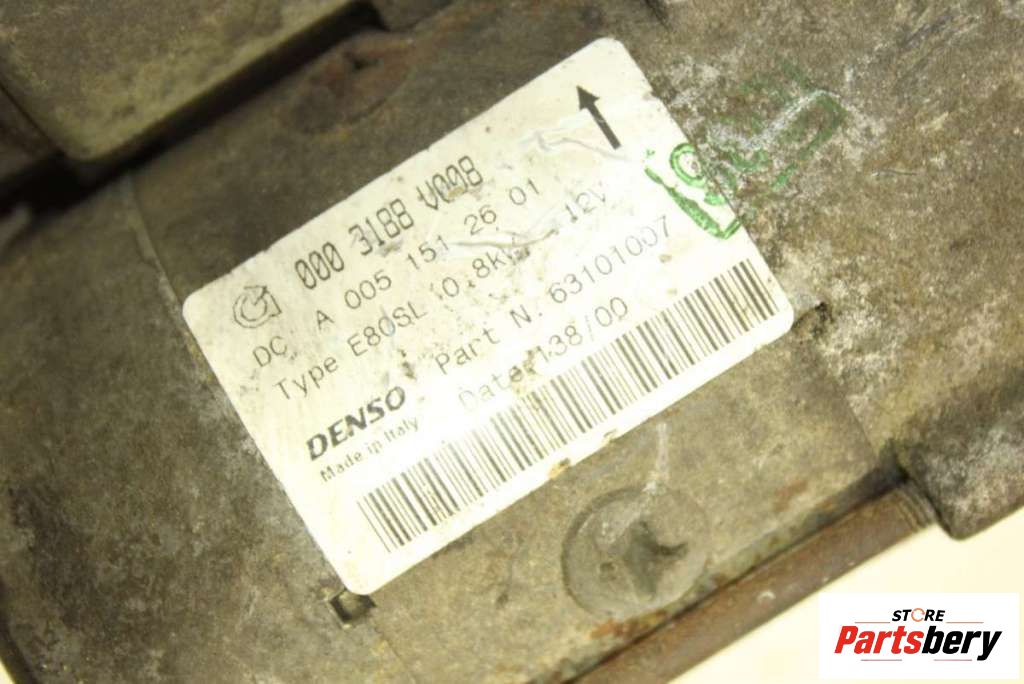 000 3188 V008
A 005 151 26 01
DC 0.8kW 12V
Type E80SL
Part N. 63101007
DENSO Date 138/00
Made in Italy
STORE
Partsbery